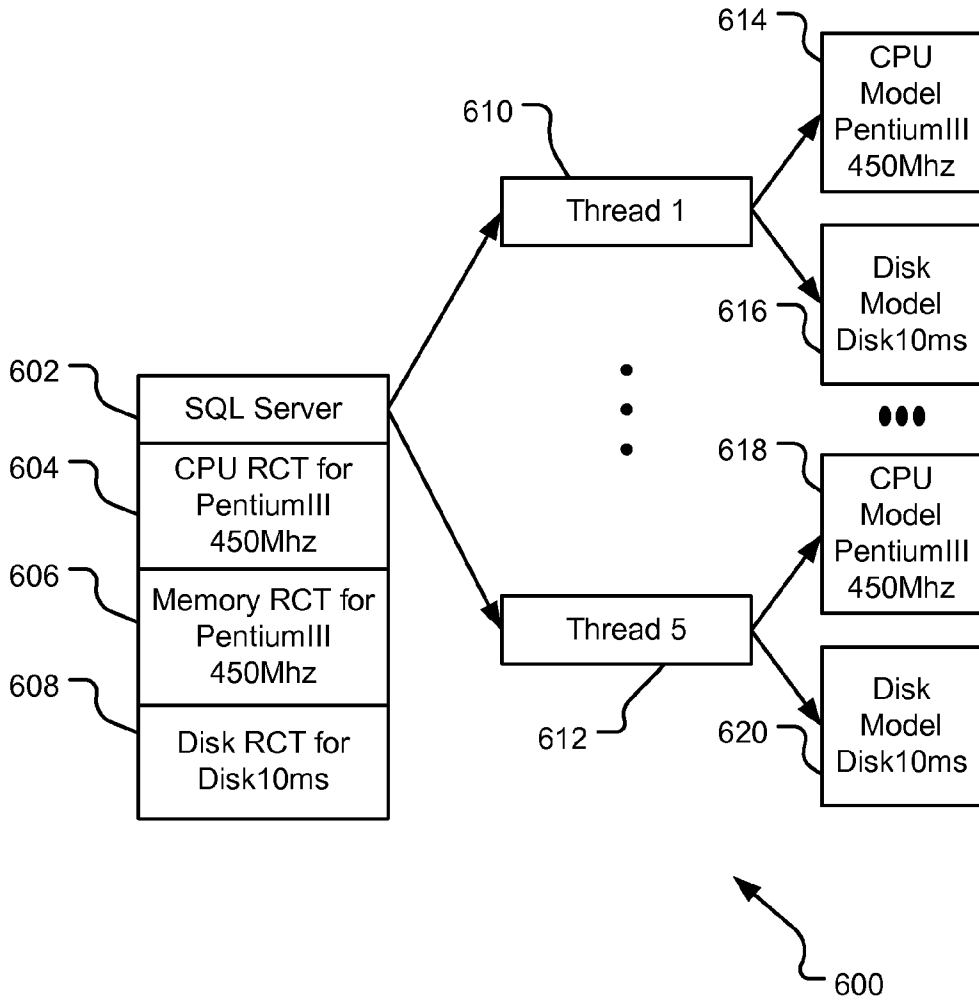 614
CPU
Model
PentiumIII
450Mhz
610
Thread 1
Disk
Model
Disk10ms
616
602
SQL Server
604
CPU RCT for
PentiumIII
450Mhz
606
Memory RCT for
PentiumIII
450Mhz
608
Disk RCT for
Disk10ms
618
CPU
Model
PentiumIII
450Mhz
Thread 5
612
Disk
Model
Disk10ms
620
600